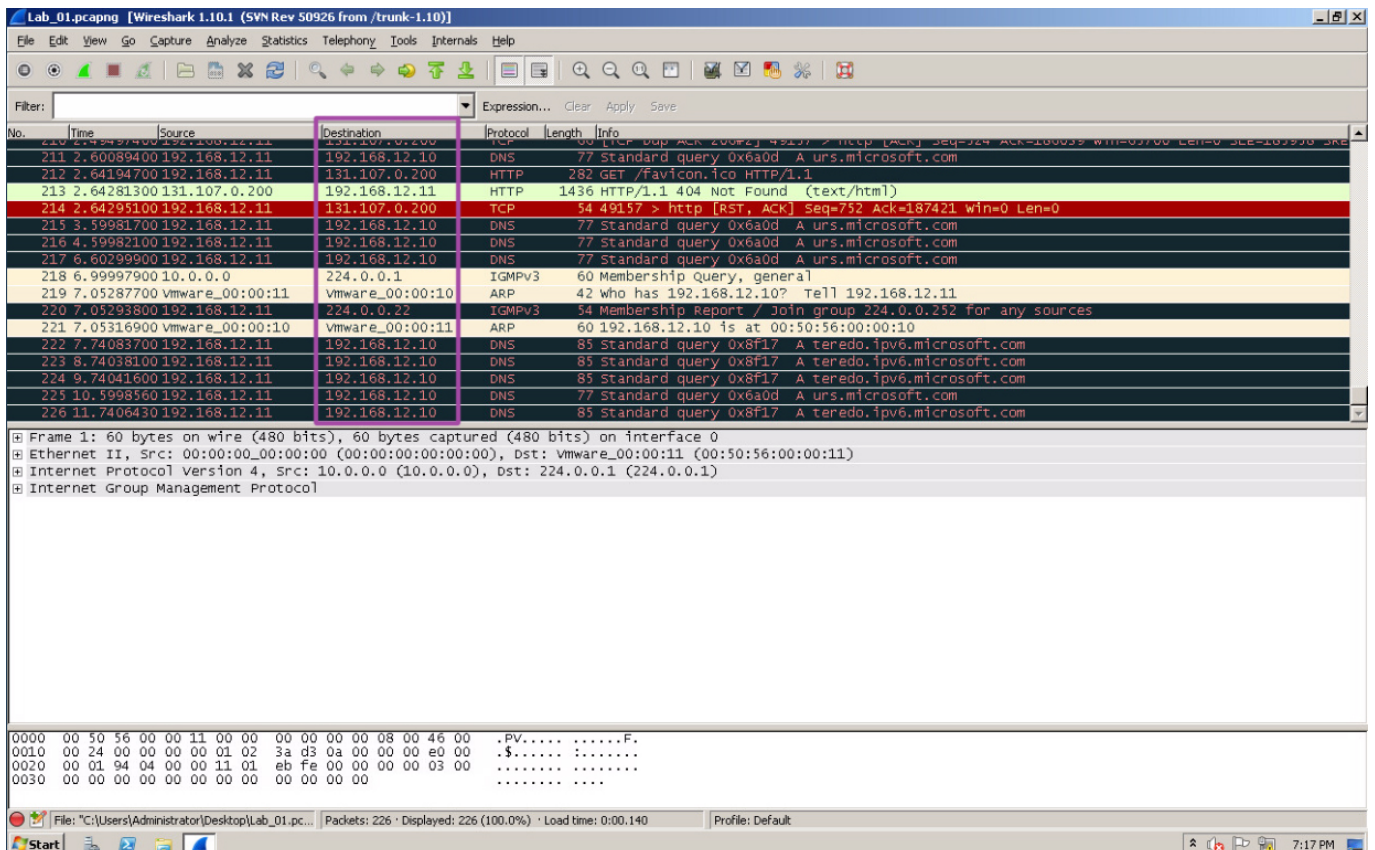 Lab_01.pcapng [Wireshark 1.10.1 (SVN Rev 50926 from /trunk-1.10)]
File Edit View Go Capture Analyze Statistics Telephony Tools Internals Help
Filter: Expression... Clear Apply Save
No. Time Source Destination Protocol Length Info
211 2.60089400 192.168.12.11 192.168.12.10 DNS 77 Standard query 0x6a0d A urs.microsoft.com
212 2.64194700 192.168.12.11 131.107.0.200 HTTP 282 GET /favicon.ico HTTP/1.1
213 2.64281300 131.107.0.200 192.168.12.11 HTTP 1436 HTTP/1.1 404 Not Found (text/html)
214 2.64295100 192.168.12.11 131.107.0.200 TCP 54 49157 > http [RST, ACK] Seq=752 Ack=187421 Win=0 Len=0
215 3.59981700 192.168.12.11 192.168.12.10 DNS 77 Standard query 0x6a0d A urs.microsoft.com
216 4.59982100 192.168.12.11 192.168.12.10 DNS 77 Standard query 0x6a0d A urs.microsoft.com
217 6.60299900 192.168.12.11 192.168.12.10 DNS 77 Standard query 0x6a0d A urs.microsoft.com
218 6.99997900 10.0.0.0 224.0.0.1 IGMPv3 60 Membership Query, general
219 7.05287700 Vmware_00:00:11 Vmware_00:00:10 ARP 42 who has 192.168.12.10? Tell 192.168.12.11
220 7.05293800 192.168.12.11 224.0.0.22 IGMPv3 54 Membership Report / Join group 224.0.0.252 for any sources
221 7.05316900 Vmware_00:00:10 Vmware_00:00:11 ARP 60 192.168.12.10 is at 00:50:56:00:00:10
222 7.74083700 192.168.12.11 192.168.12.10 DNS 85 Standard query 0x8f17 A teredo.ipv6.microsoft.com
223 8.74038100 192.168.12.11 192.168.12.10 DNS 85 Standard query 0x8f17 A teredo.ipv6.microsoft.com
224 9.74041600 192.168.12.11 192.168.12.10 DNS 85 Standard query 0x8f17 A teredo.ipv6.microsoft.com
225 10.5998560 192.168.12.11 192.168.12.10 DNS 77 Standard query 0x6a0d A urs.microsoft.com
226 11.7406430 192.168.12.11 192.168.12.10 DNS 85 Standard query 0x8f17 A teredo.ipv6.microsoft.com
Frame 1: 60 bytes on wire (480 bits), 60 bytes captured (480 bits) on interface 0
Ethernet II, Src: 00:00:00_00:00:00 (00:00:00:00:00:00), Dst: Vmware_00:00:11 (00:50:56:00:00:11)
Internet Protocol Version 4, Src: 10.0.0.0 (10.0.0.0), Dst: 224.0.0.1 (224.0.0.1)
Internet Group Management Protocol
0000 00 50 56 00 00 11 00 00 00 00 00 00 08 00 46 00 .PV..... ......F.
0010 00 24 00 00 00 00 01 02 3a d3 0a 00 00 00 e0 00 .$...... :.......
0020 00 01 94 04 00 00 11 01 eb fe 00 00 00 00 03 00 ........ ........
0030 00 00 00 00 00 00 00 00 00 00 00 00 ........ ....
File: "C:\Users\Administrator\Desktop\Lab_01.pc... Packets: 226 · Displayed: 226 (100.0%) · Load time: 0:00.140 Profile: Default
Start 7:17 PM